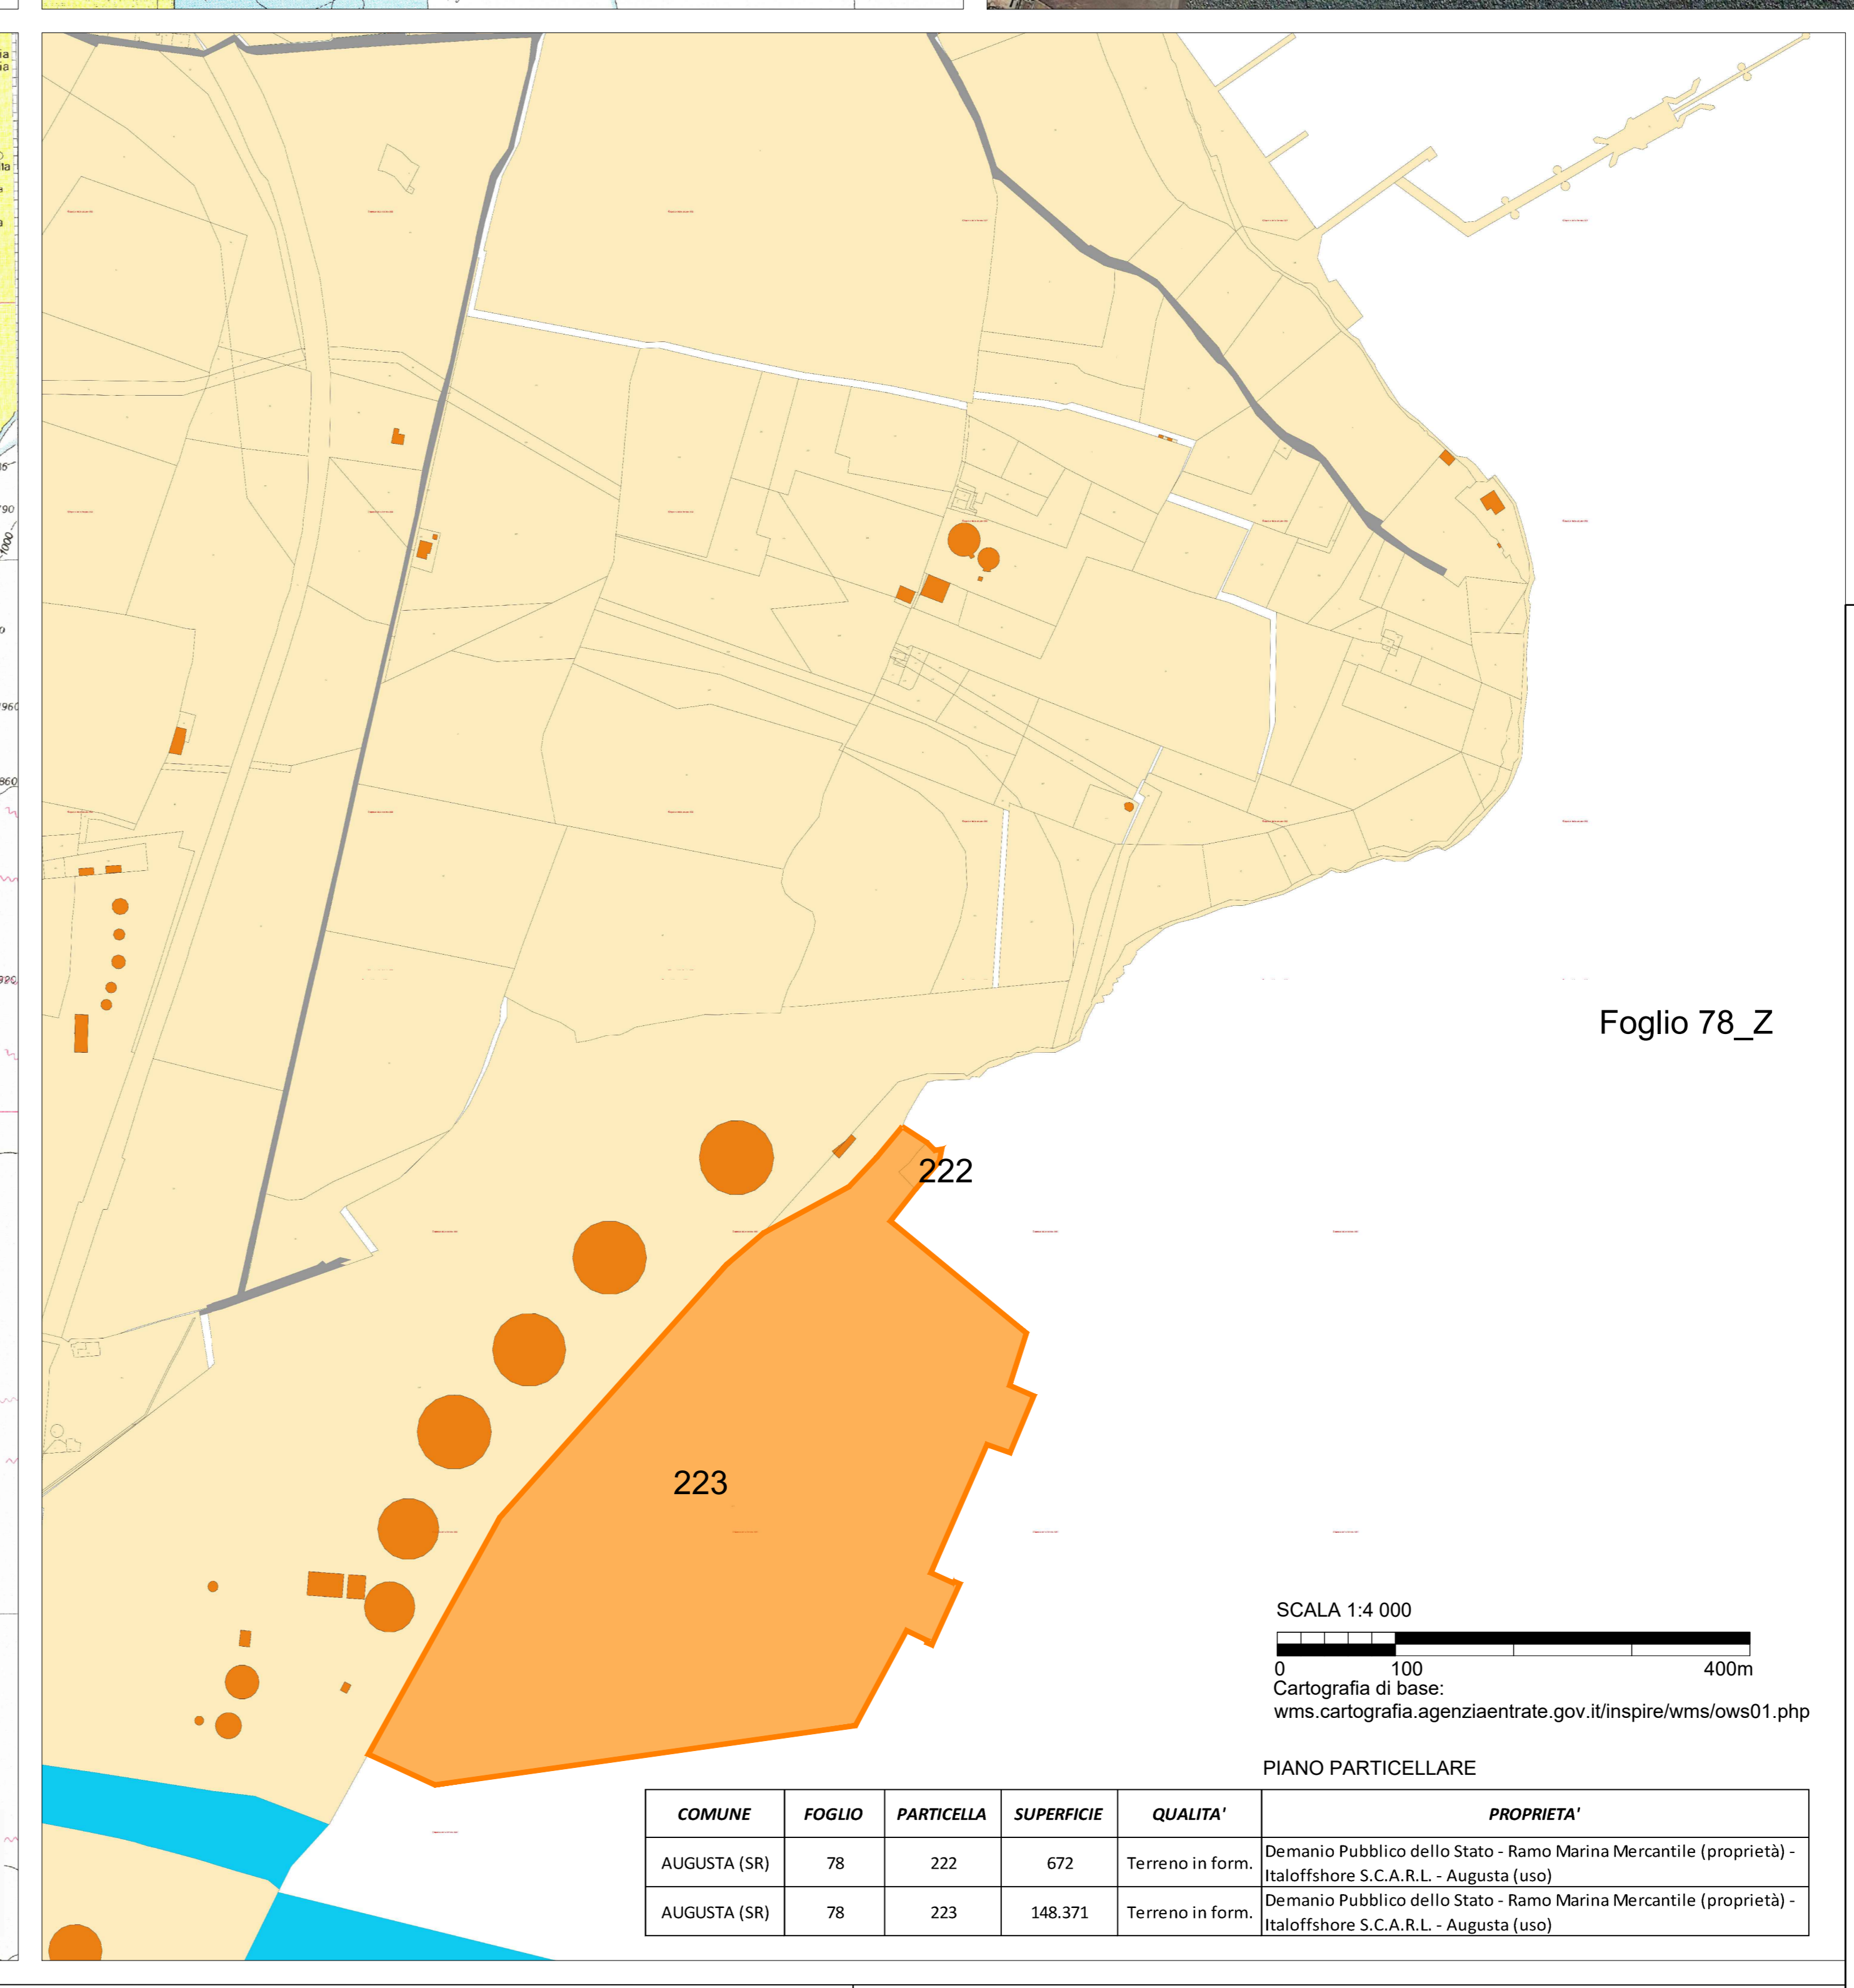 Foglio 78_Z
222
223
SCALA 1:4 000
0 100 400m
Cartografia di base:
wms.cartografia.agenziaentrate.gov.it/inspire/wms/ows01.php
PIANO PARTICELLARE
COMUNE FOGLIO PARTICELLA SUPERFICIE QUALITA' PROPRIETA'
AUGUSTA (SR) 78 222 672 Terreno in form. Demanio Pubblico dello Stato - Ramo Marina Mercantile (proprietà) -
Italoffshore S.C.A.R.L. - Augusta (uso)
AUGUSTA (SR) 78 223 148.371 Terreno in form. Demanio Pubblico dello Stato - Ramo Marina Mercantile (proprietà) -
Italoffshore S.C.A.R.L. - Augusta (uso)